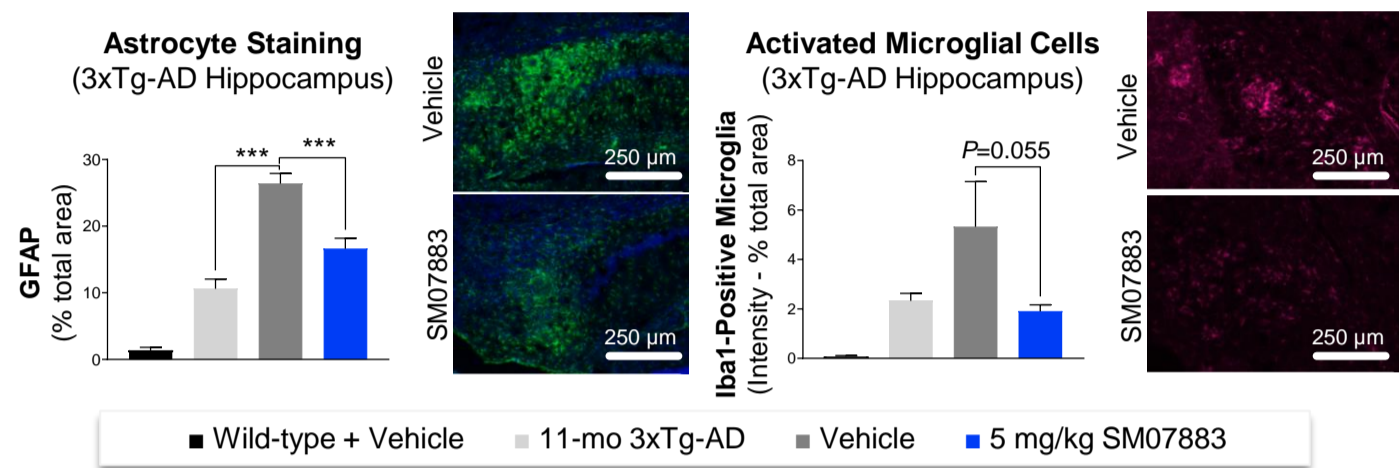 Astrocyte Staining
(3xTg-AD Hippocampus)
GFAP
(% total area)
30
20
10
0
***
***
Vehicle
250 µm
SM07883
250 µm
Activated Microglial Cells
(3xTg-AD Hippocampus)
Iba1-Positive Microglia
(Intensity - % total area)
8
6
4
2
0
P=0.055
Vehicle
250 µm
SM07883
250 µm
Wild-type + Vehicle 11-mo 3xTg-AD Vehicle 5 mg/kg SM07883